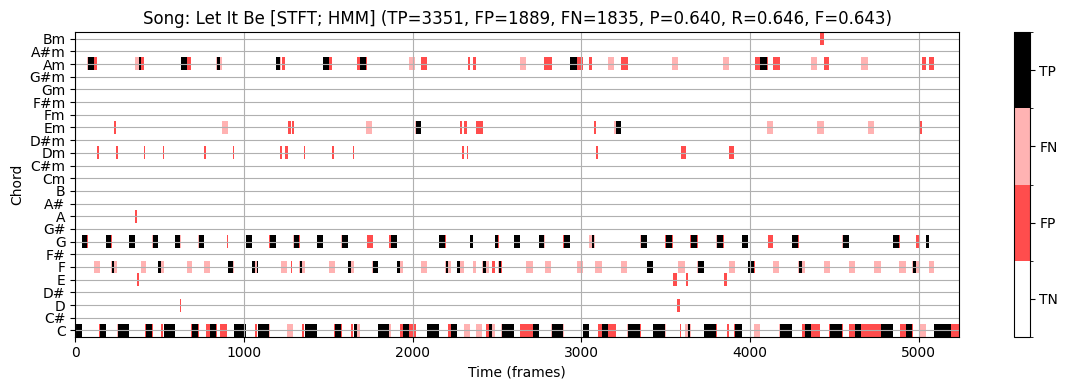 Song: Let It Be [STFT; HMM] (TP=3351, FP=1889, FN=1835, P=0.640, R=0.646, F=0.643)
Bm
A#m
Am
G#m
Gm
F#m
Fm
Em
D#m
Dm
C#m
Cm
B
A#
A
G#
G
F#
F
E
D#
D
C#
C
Chord
0 1000 2000 3000 4000 5000
Time (frames)
TP
FN
FP
TN